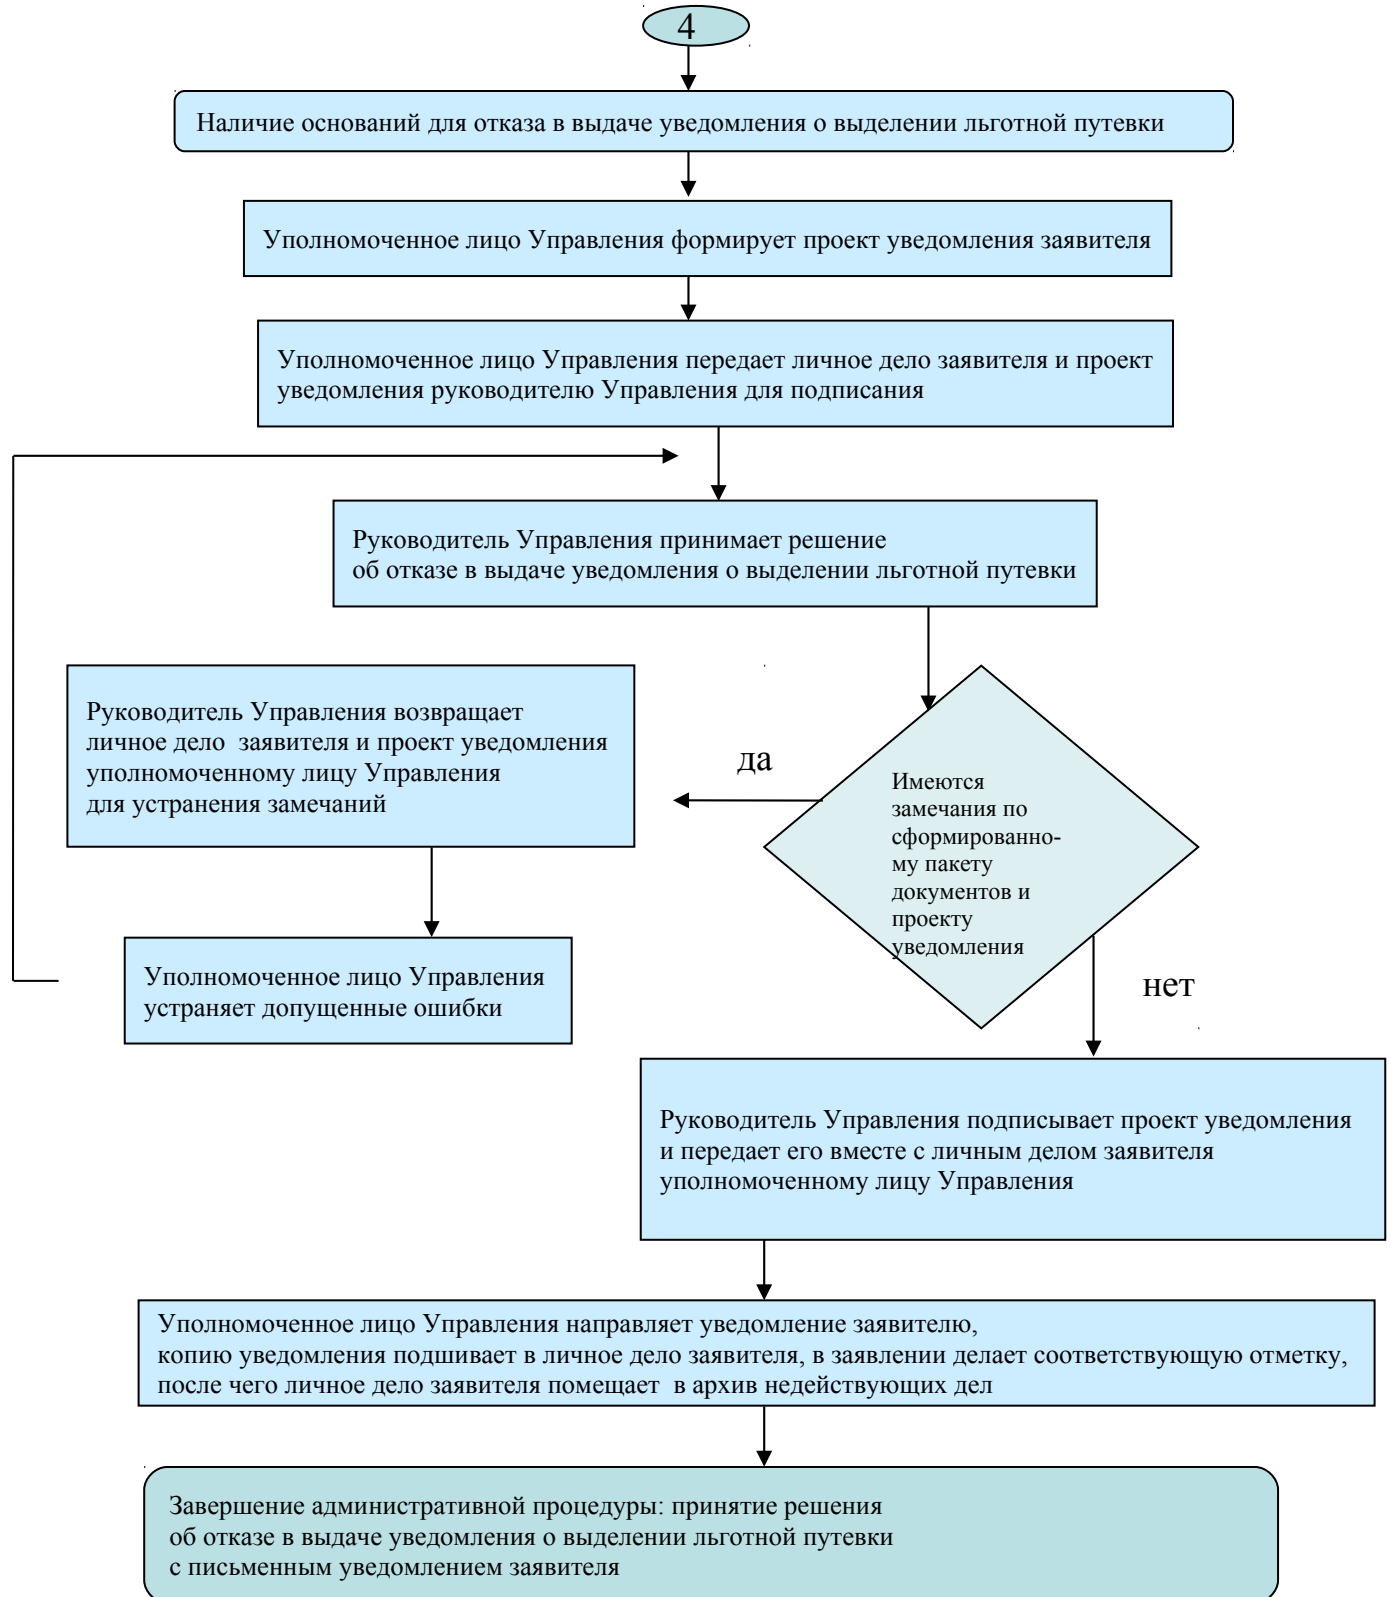 4
Наличие оснований для отказа в выдаче уведомления о выделении льготной путевки
Уполномоченное лицо Управления формирует проект уведомления заявителя
Уполномоченное лицо Управления передает личное дело заявителя и проект
уведомления руководителю Управления для подписания
Руководитель Управления принимает решение
об отказе в выдаче уведомления о выделении льготной путевки
Руководитель Управления возвращает
личное дело  заявителя и проект уведомления
уполномоченному лицу Управления
для устранения замечаний
да
Имеются
замечания по
сформированно-
му пакету
документов и
проекту
уведомления
Уполномоченное лицо Управления
устраняет допущенные ошибки
нет
Руководитель Управления подписывает проект уведомления
и передает его вместе с личным делом заявителя
уполномоченному лицу Управления
Уполномоченное лицо Управления направляет уведомление заявителю,
копию уведомления подшивает в личное дело заявителя, в заявлении делает соответствующую отметку,
после чего личное дело заявителя помещает  в архив недействующих дел
Завершение административной процедуры: принятие решения
об отказе в выдаче уведомления о выделении льготной путевки
с письменным уведомлением заявителя